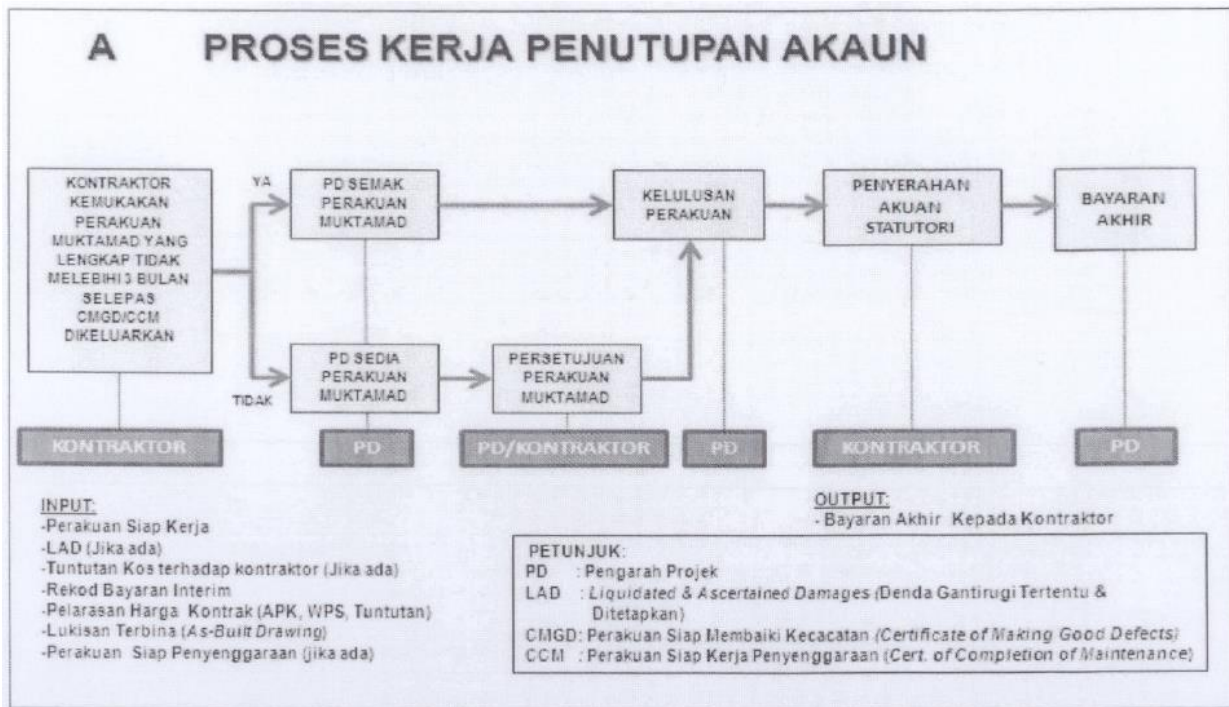 A PROSES KERJA PENUTUPAN AKAUN
KONTRAKTOR
KEMUKAKAN
PERAKUAN
MUKTAMAD YANG
LENGKAP TIDAK
MELEBIHI 3 BULAN
SELEPAS
CMGD/CCM
DIKELUARKAN
YA
PD SEMAK
PERAKUAN
MUKTAMAD
KELULUSAN
PERAKUAN
PENYERAHAN
AKUAN
STATUTORI
BAYARAN
AKHIR
TIDAK
PD SEDIA
PERAKUAN
MUKTAMAD
PERSETUJUAN
PERAKUAN
MUKTAMAD
KONTRAKTOR
PD
PD/KONTRAKTOR
PD
KONTRAKTOR
PD
INPUT:
-Perakuan Siap Kerja
-LAD (Jika ada)
-Tuntutan Kos terhadap kontraktor (Jika ada)
-Rekod Bayaran Interim
-Pelarasan Harga Kontrak (APK, WPS, Tuntutan)
-Lukisan Terbina (As-Built Drawing)
-Perakuan Siap Penyenggaraan (jika ada)
OUTPUT:
- Bayaran Akhir Kepada Kontraktor
PETUNJUK:
PD : Pengarah Projek
LAD : Liquidated & Ascertained Damages (Denda Gantirugi Tertentu &
Ditetapkan)
CMGD: Perakuan Siap Membaiki Kecacatan (Certificate of Making Good Defects)
CCM : Perakuan Siap Kerja Penyenggaraan (Cert. of Completion of Maintenance)